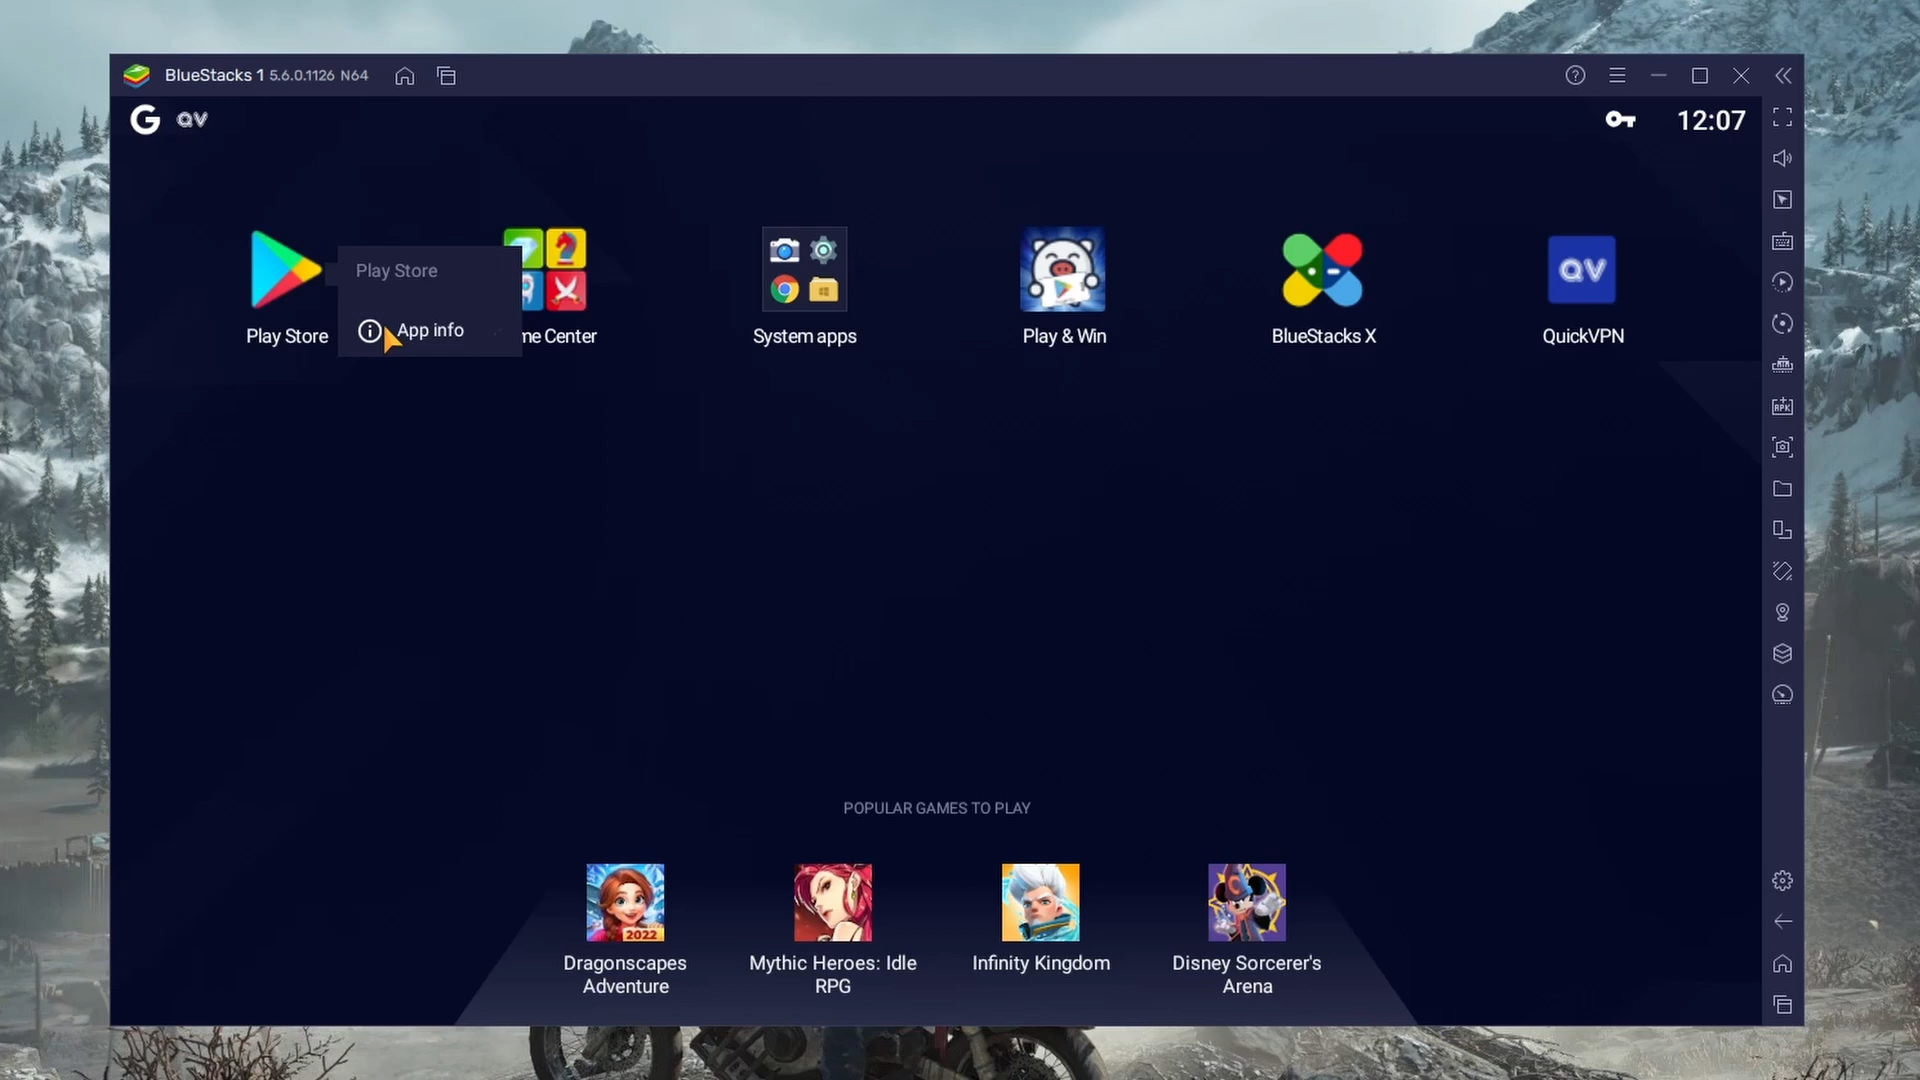 BlueStacks 1 5.6.0.1126 N64
G QV
12:07
Play Store
App info
QV
Play Store
me Center
System apps
Play & Win
BlueStacks X
QuickVPN
APK
POPULAR GAMES TO PLAY
2022
Dragonscapes
Adventure
Mythic Heroes: Idle
RPG
Infinity Kingdom
Disney Sorcerer's
Arena